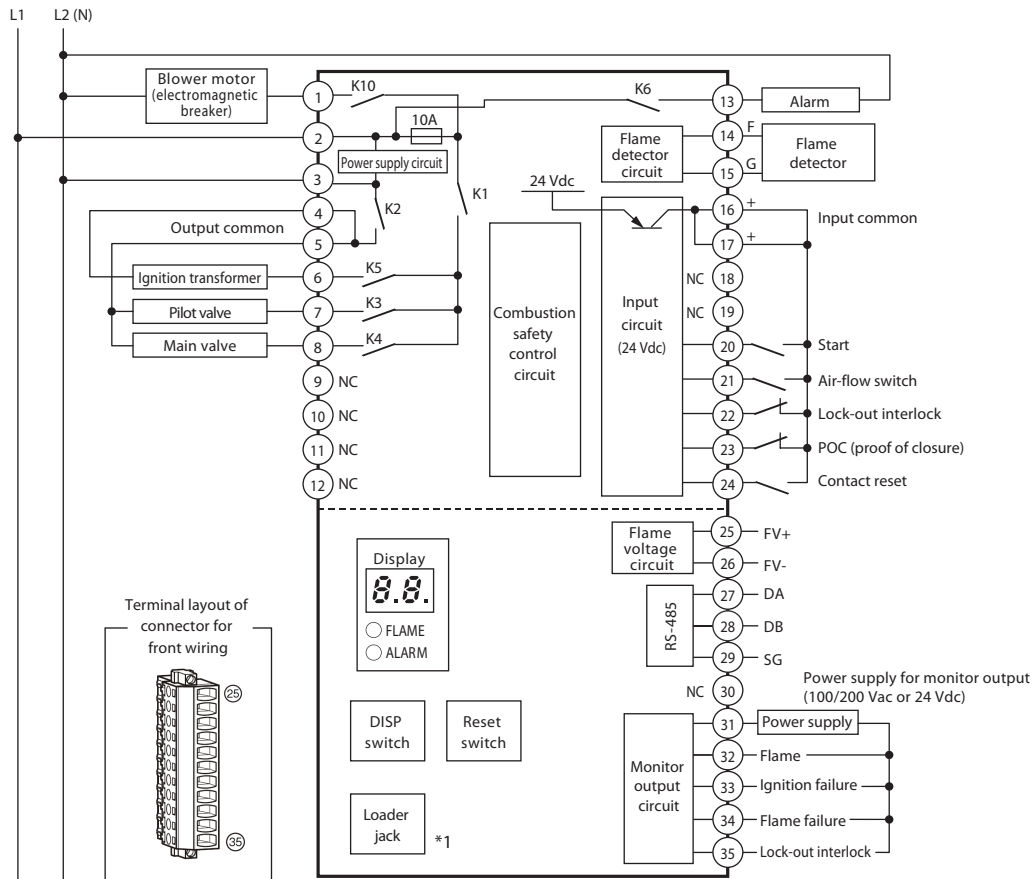 L1 L2 (N)
Blower motor
(electromagnetic
breaker)
1
K10
K6
13
Alarm
2
10A
Power supply circuit
3
K1
K2
4
Output common
5
Ignition transformer
6
K5
Pilot valve
7
K3
Main valve
8
K4
9 NC
10 NC
11 NC
12 NC
Flame
detector
circuit
14 F
15 G
Flame
detector
24 Vdc
16 +
17 +
Input common
NC 18
NC 19
Combustion
safety
control
circuit
Input
circuit
(24 Vdc)
20 Start
21 Air-flow switch
22 Lock-out interlock
23 POC (proof of closure)
24 Contact reset
Flame
voltage
circuit
25 FV+
26 FV-
RS-485
27 DA
28 DB
29 SG
NC 30
Power supply for monitor output
(100/200 Vac or 24 Vdc)
Monitor
output
circuit
31 Power supply
32 Flame
33 Ignition failure
34 Flame failure
35 Lock-out interlock
Display
8.8.
FLAME
ALARM
DISP
switch
Reset
switch
Loader
jack
*1
Terminal layout of
connector for
front wiring
25
35